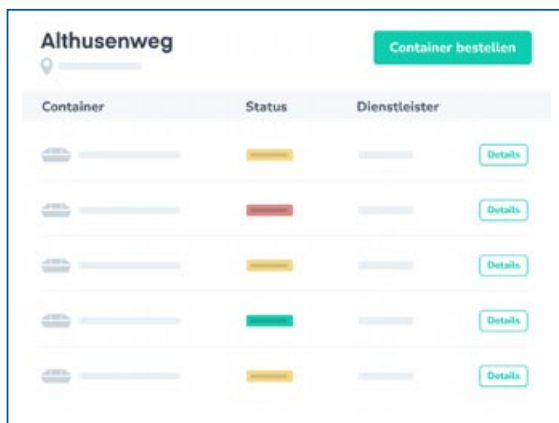 Althusenweg
Container bestellen
Container Status Dienstleister
Details
Details
Details
Details
Details